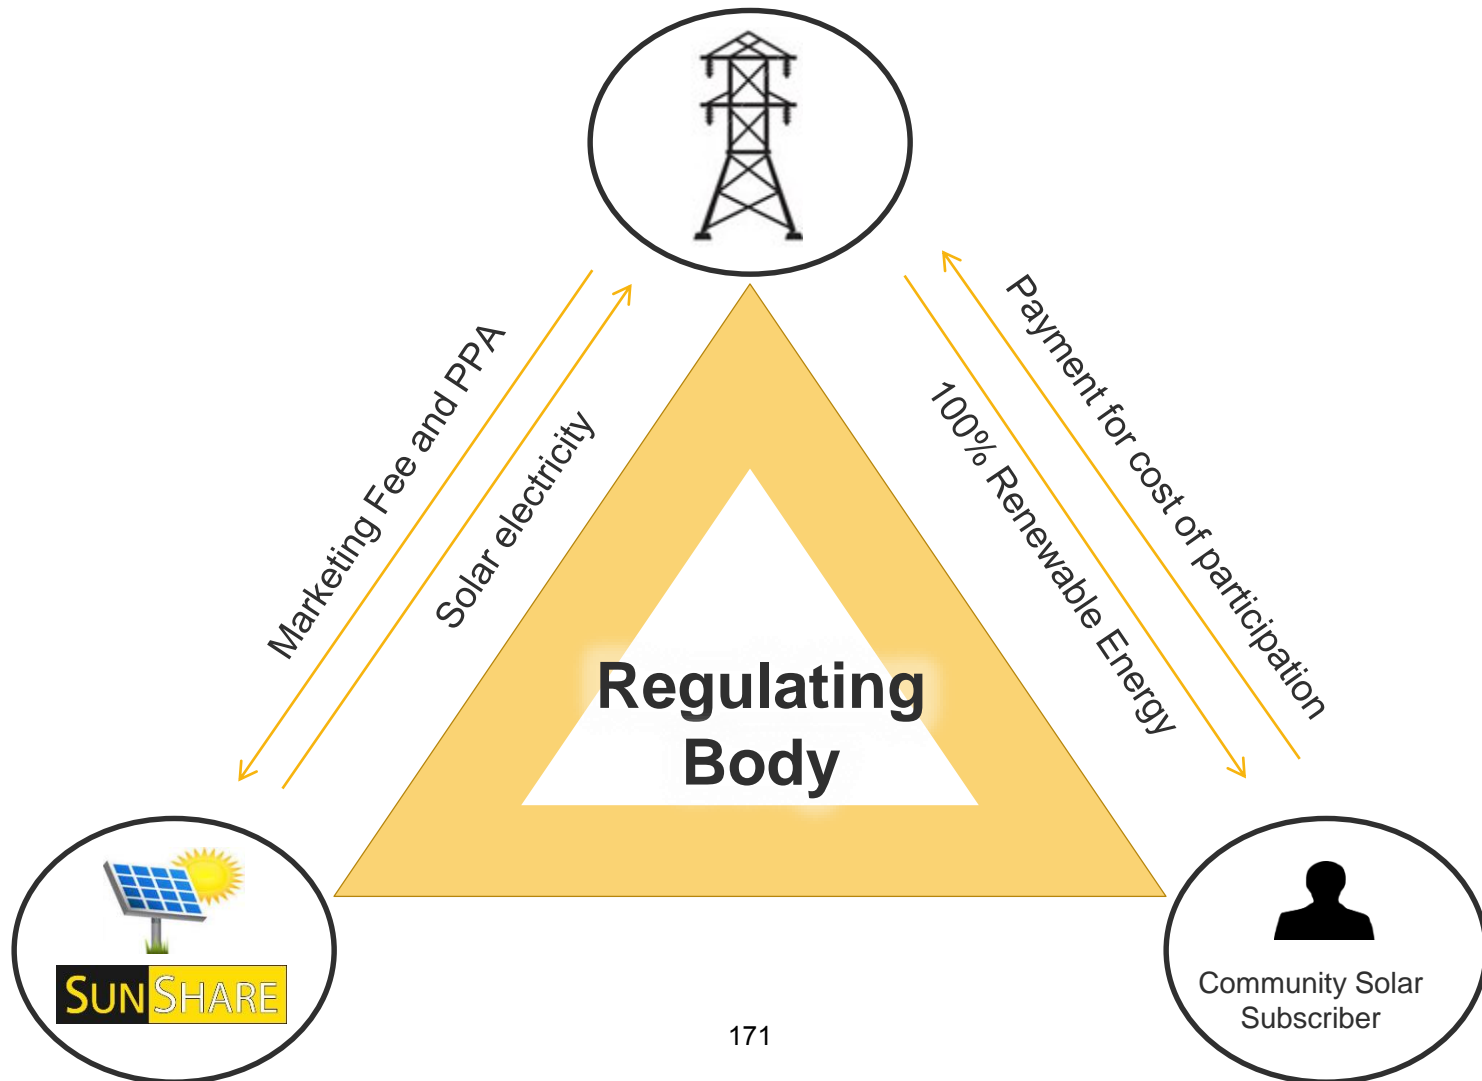 Marketing Fee and PPA
Solar electricity
100% Renewable Energy
Payment for cost of participation
Regulating
Body
SUNSHARE
Community Solar
Subscriber
171